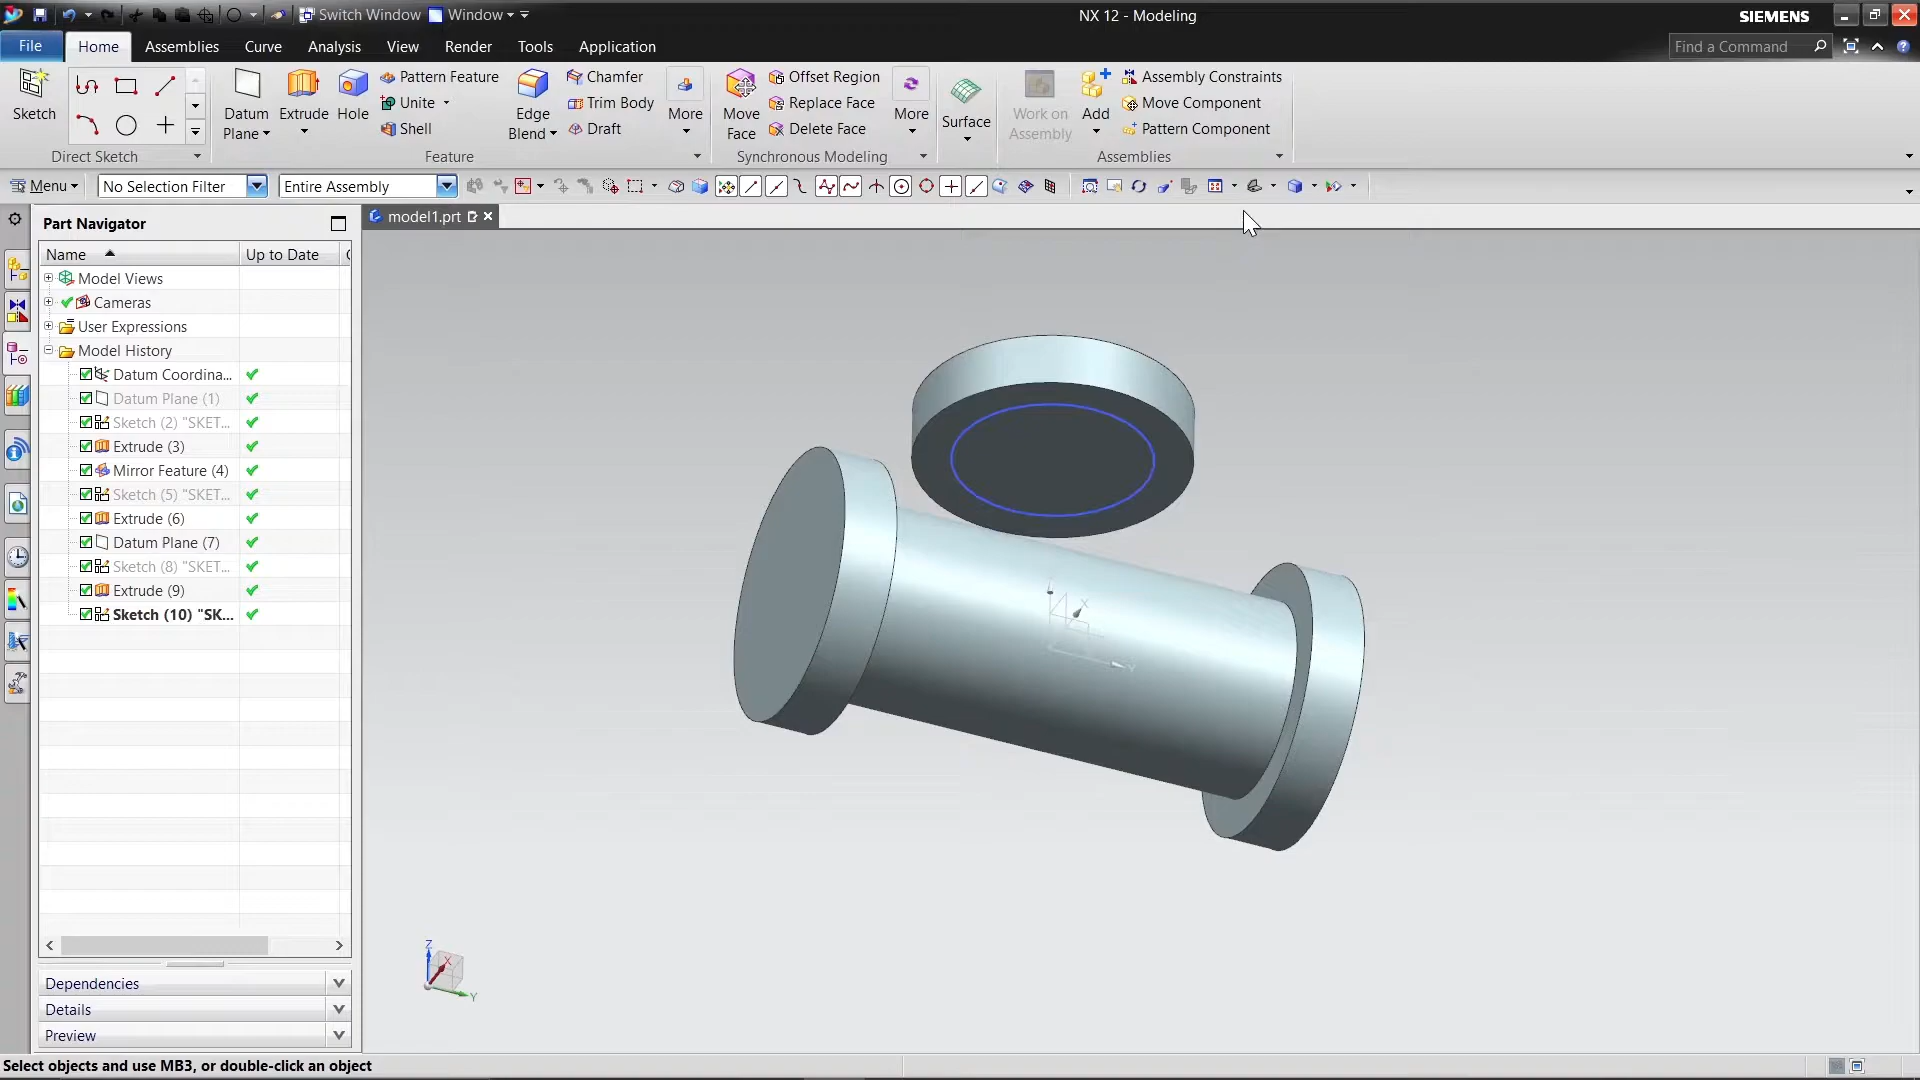 Switch Window
Window
NX 12 - Modeling
SIEMENS
File
Home
Assemblies
Curve
Analysis
View
Render
Tools
Application
Find a Command
Sketch
Direct Sketch
Datum
Plane
Extrude
Hole
Pattern Feature
Unite
Shell
Edge
Blend
Chamfer
Trim Body
Draft
More
Feature
Move
Face
Offset Region
Replace Face
Delete Face
More
Synchronous Modeling
Surface
Work on
Assembly
Add
Assembly Constraints
Move Component
Pattern Component
Assemblies
Menu
No Selection Filter
Entire Assembly
Part Navigator
model1.prt
Name
Up to Date
Model Views
Cameras
User Expressions
Model History
Datum Coordina...
Datum Plane (1)
Sketch (2) "SKET...
Extrude (3)
Mirror Feature (4)
Sketch (5) "SKET...
Extrude (6)
Datum Plane (7)
Sketch (8) "SKET...
Extrude (9)
Sketch (10) "SK...
Dependencies
Details
Preview
X
Y
Z
X
Y
Select objects and use MB3, or double-click an object